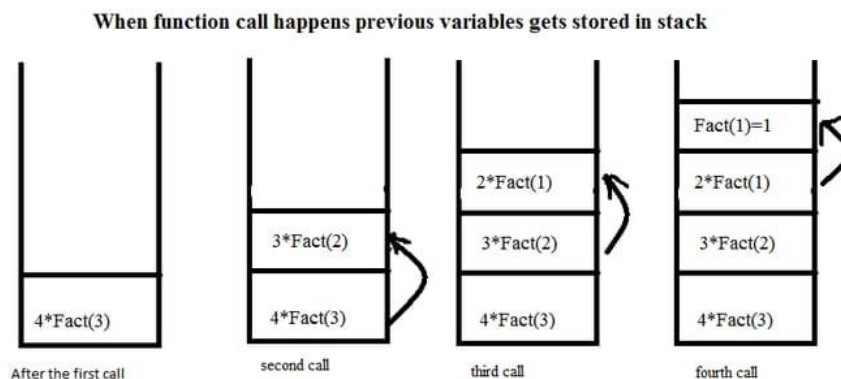 When function call happens previous variables gets stored in stack
4*Fact(3)
After the first call
3*Fact(2)
4*Fact(3)
second call
2*Fact(1)
3*Fact(2)
4*Fact(3)
third call
Fact(1)=1
2*Fact(1)
3*Fact(2)
4*Fact(3)
fourth call